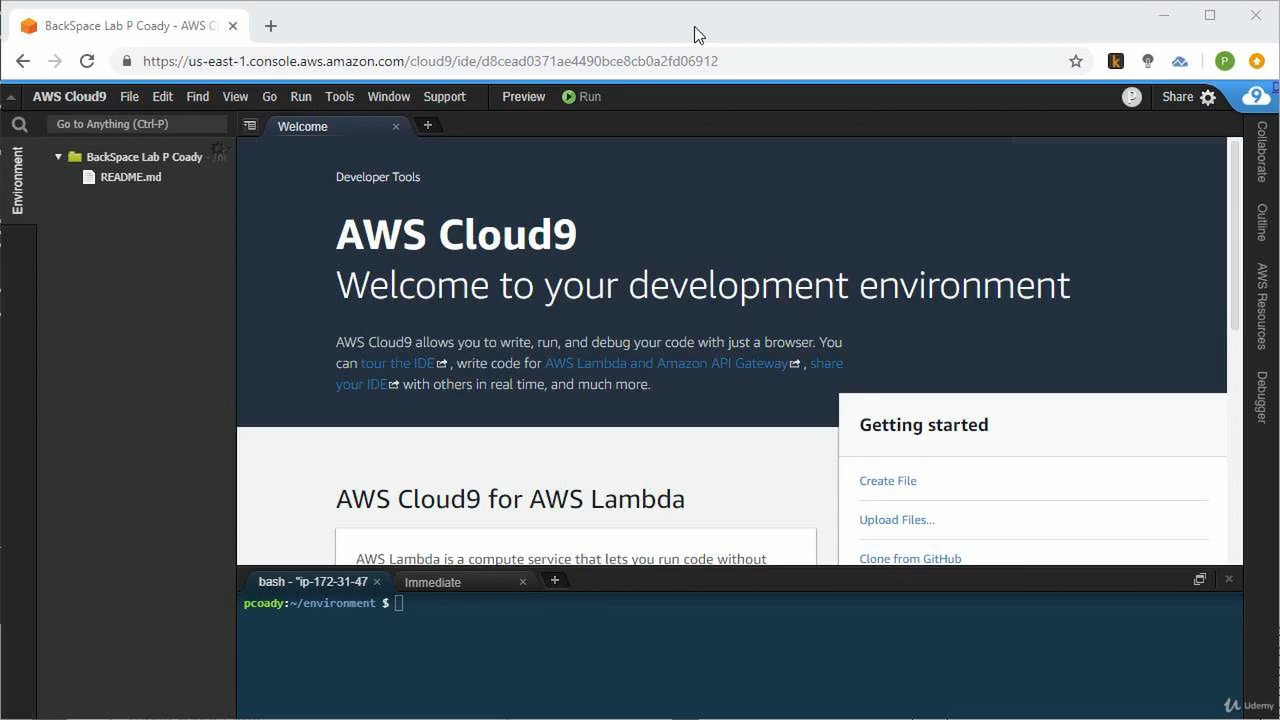 BackSpace Lab P Coady - AWS C
https://us-east-1.console.aws.amazon.com/cloud9/ide/d8cead0371ae4490bce8cb0a2fd06912
k
P
AWS Cloud9 File Edit Find View Go Run Tools Window Support Preview Run
P
Share
9
Go to Anything (Ctrl-P)
Welcome
Environment
BackSpace Lab P Coady
README.md
Developer Tools
AWS Cloud9
Welcome to your development environment
AWS Cloud9 allows you to write, run, and debug your code with just a browser. You
can tour the IDE, write code for AWS Lambda and Amazon API Gateway, share
your IDE with others in real time, and much more.
Getting started
Create File
Upload Files...
Clone from GitHub
AWS Cloud9 for AWS Lambda
AWS Lambda is a compute service that lets you run code without
Collaborate
Outline
AWS Resources
Debugger
bash - "ip-172-31-47
Immediate
pcoady:~/environment $
Udemy